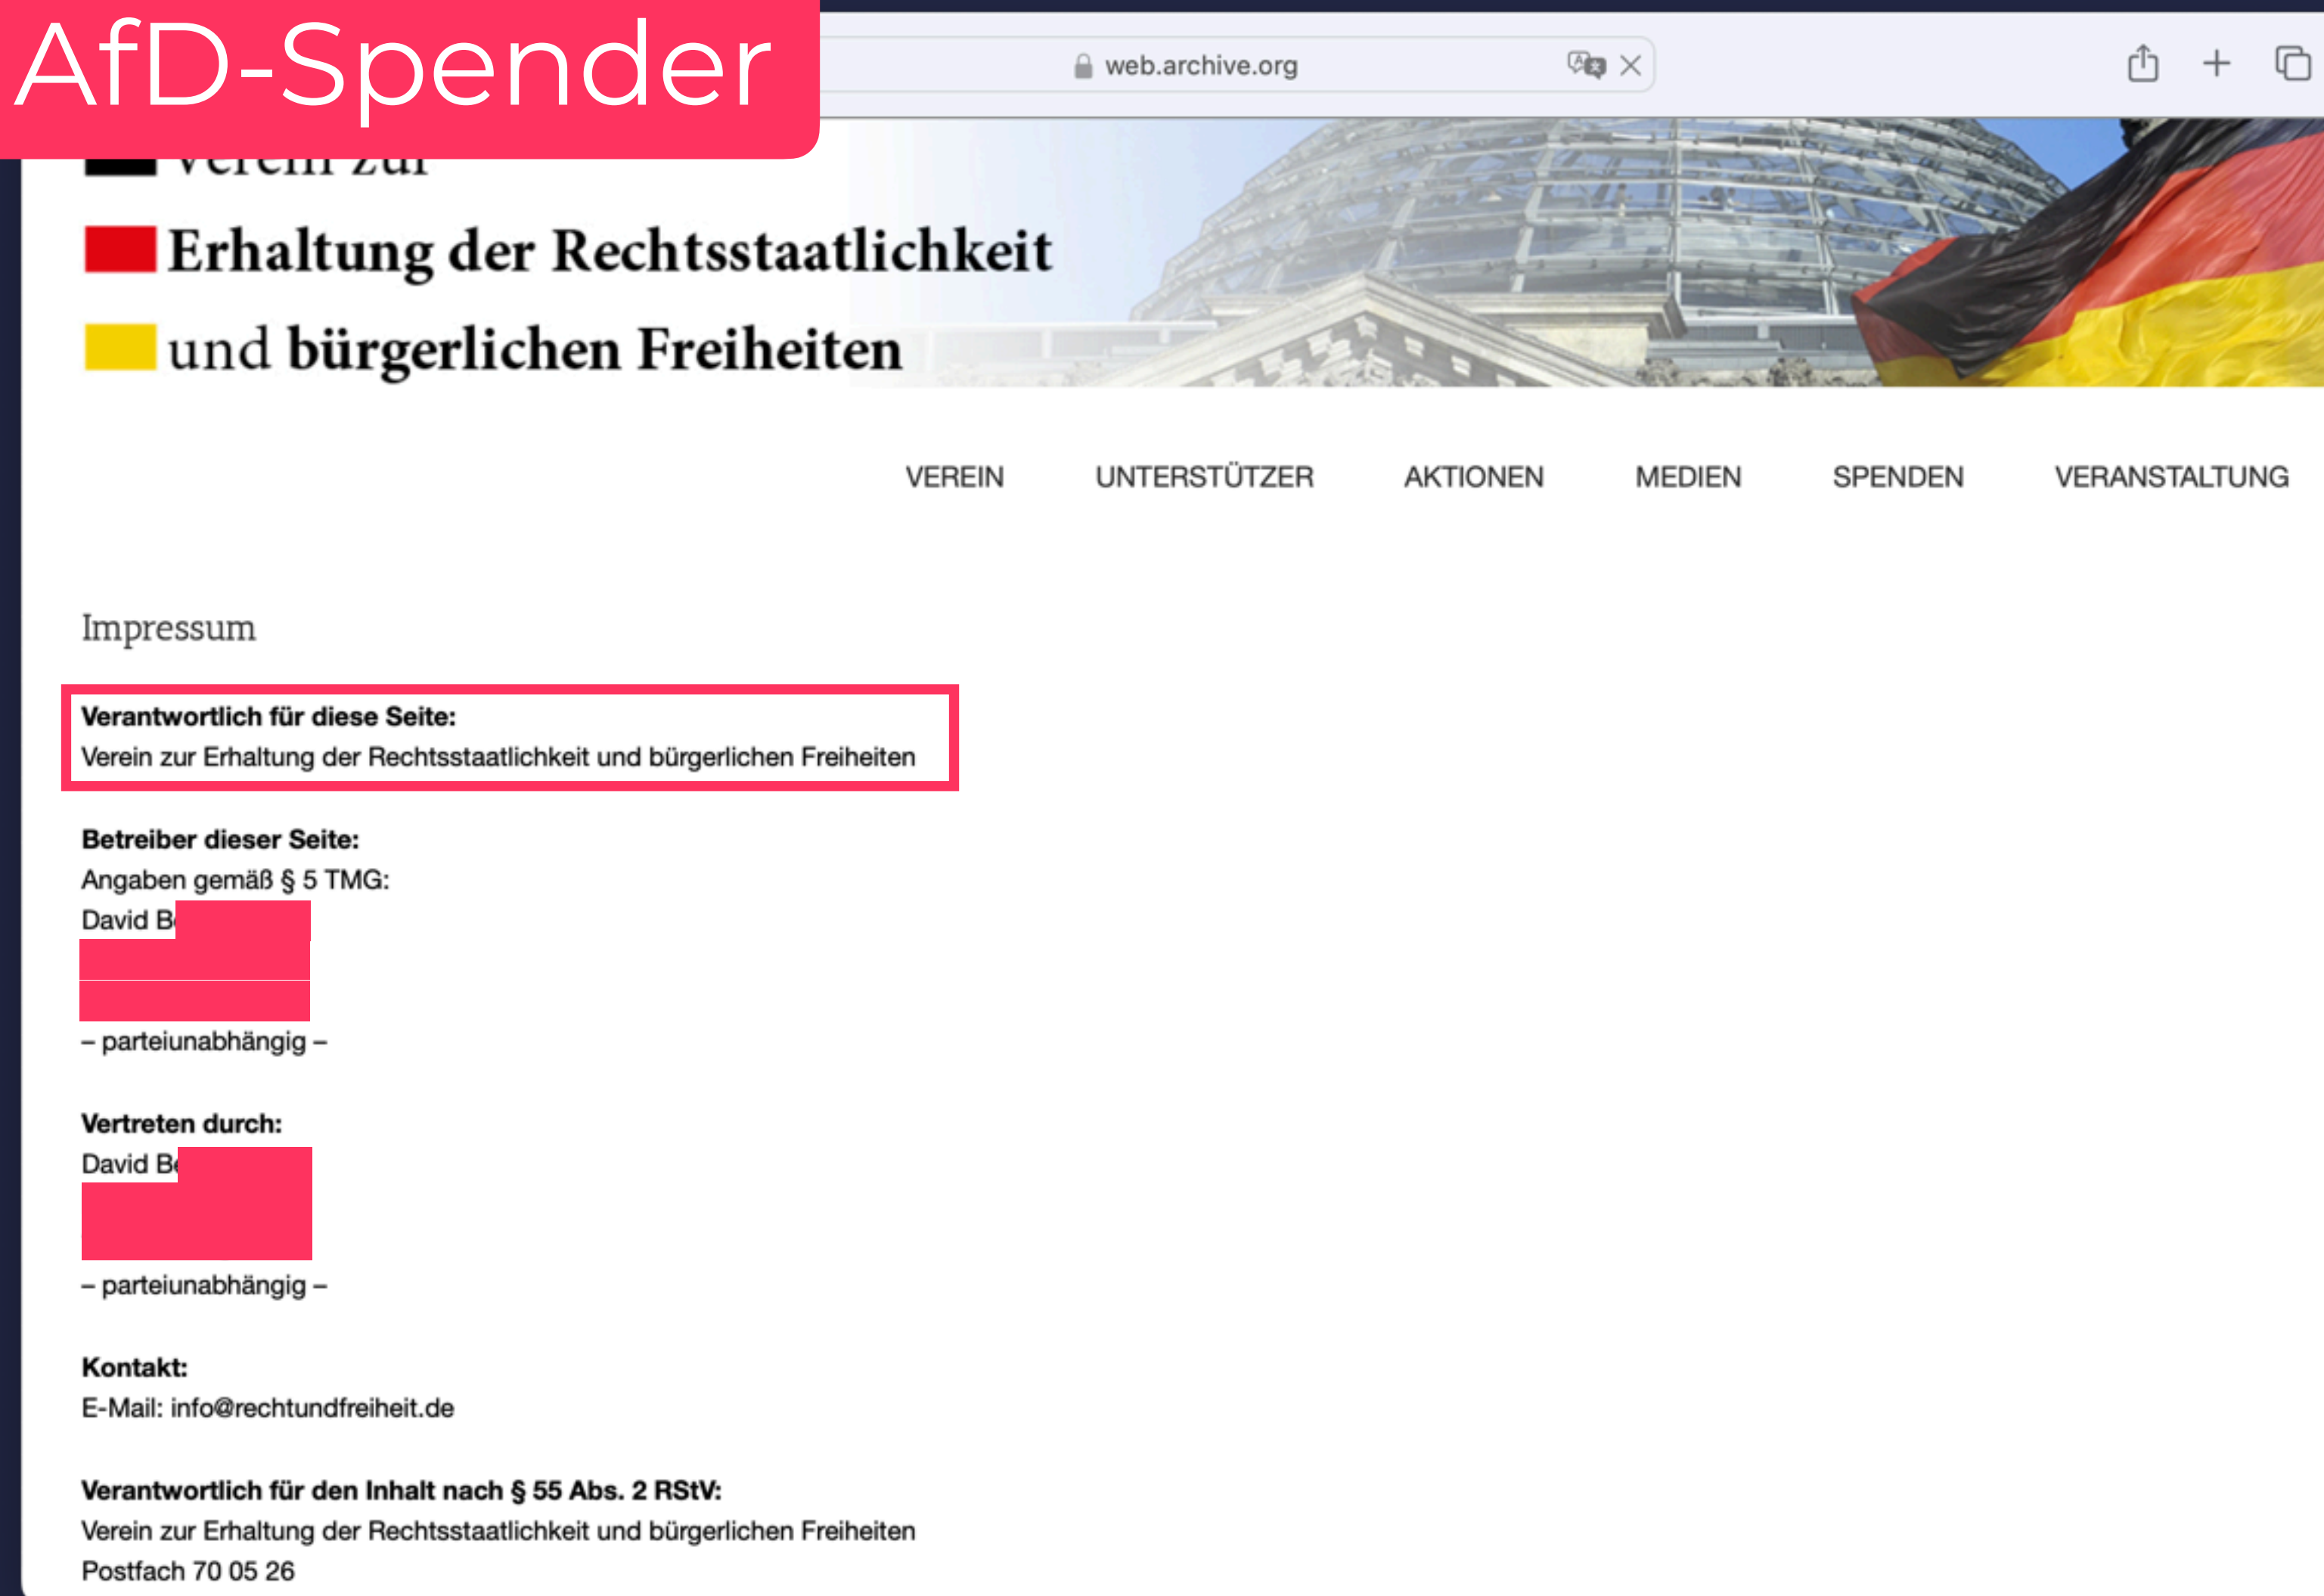 AfD-Spender
web.archive.org
Verein zur
Erhaltung der Rechtsstaatlichkeit
und bürgerlichen Freiheiten
VEREIN UNTERSTÜTZER AKTIONEN MEDIEN SPENDEN VERANSTALTUNG
Impressum
Verantwortlich für diese Seite:
Verein zur Erhaltung der Rechtsstaatlichkeit und bürgerlichen Freiheiten
Betreiber dieser Seite:
Angaben gemäß § 5 TMG:
David B
– parteiunabhängig –
Vertreten durch:
David Be
– parteiunabhängig –
Kontakt:
E-Mail: info@rechtundfreiheit.de
Verantwortlich für den Inhalt nach § 55 Abs. 2 RStV:
Verein zur Erhaltung der Rechtsstaatlichkeit und bürgerlichen Freiheiten
Postfach 70 05 26